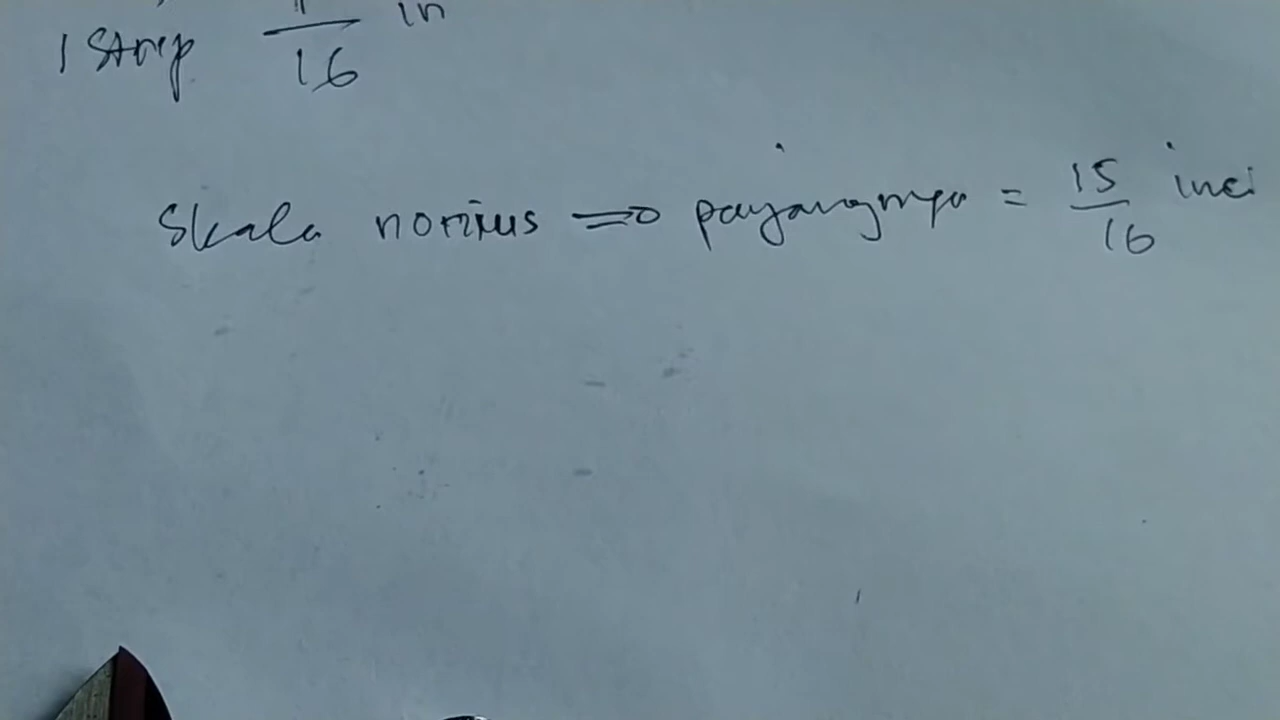 1 Strip 1/16 in
Skala nonius => panjangnya = 15/16 inci